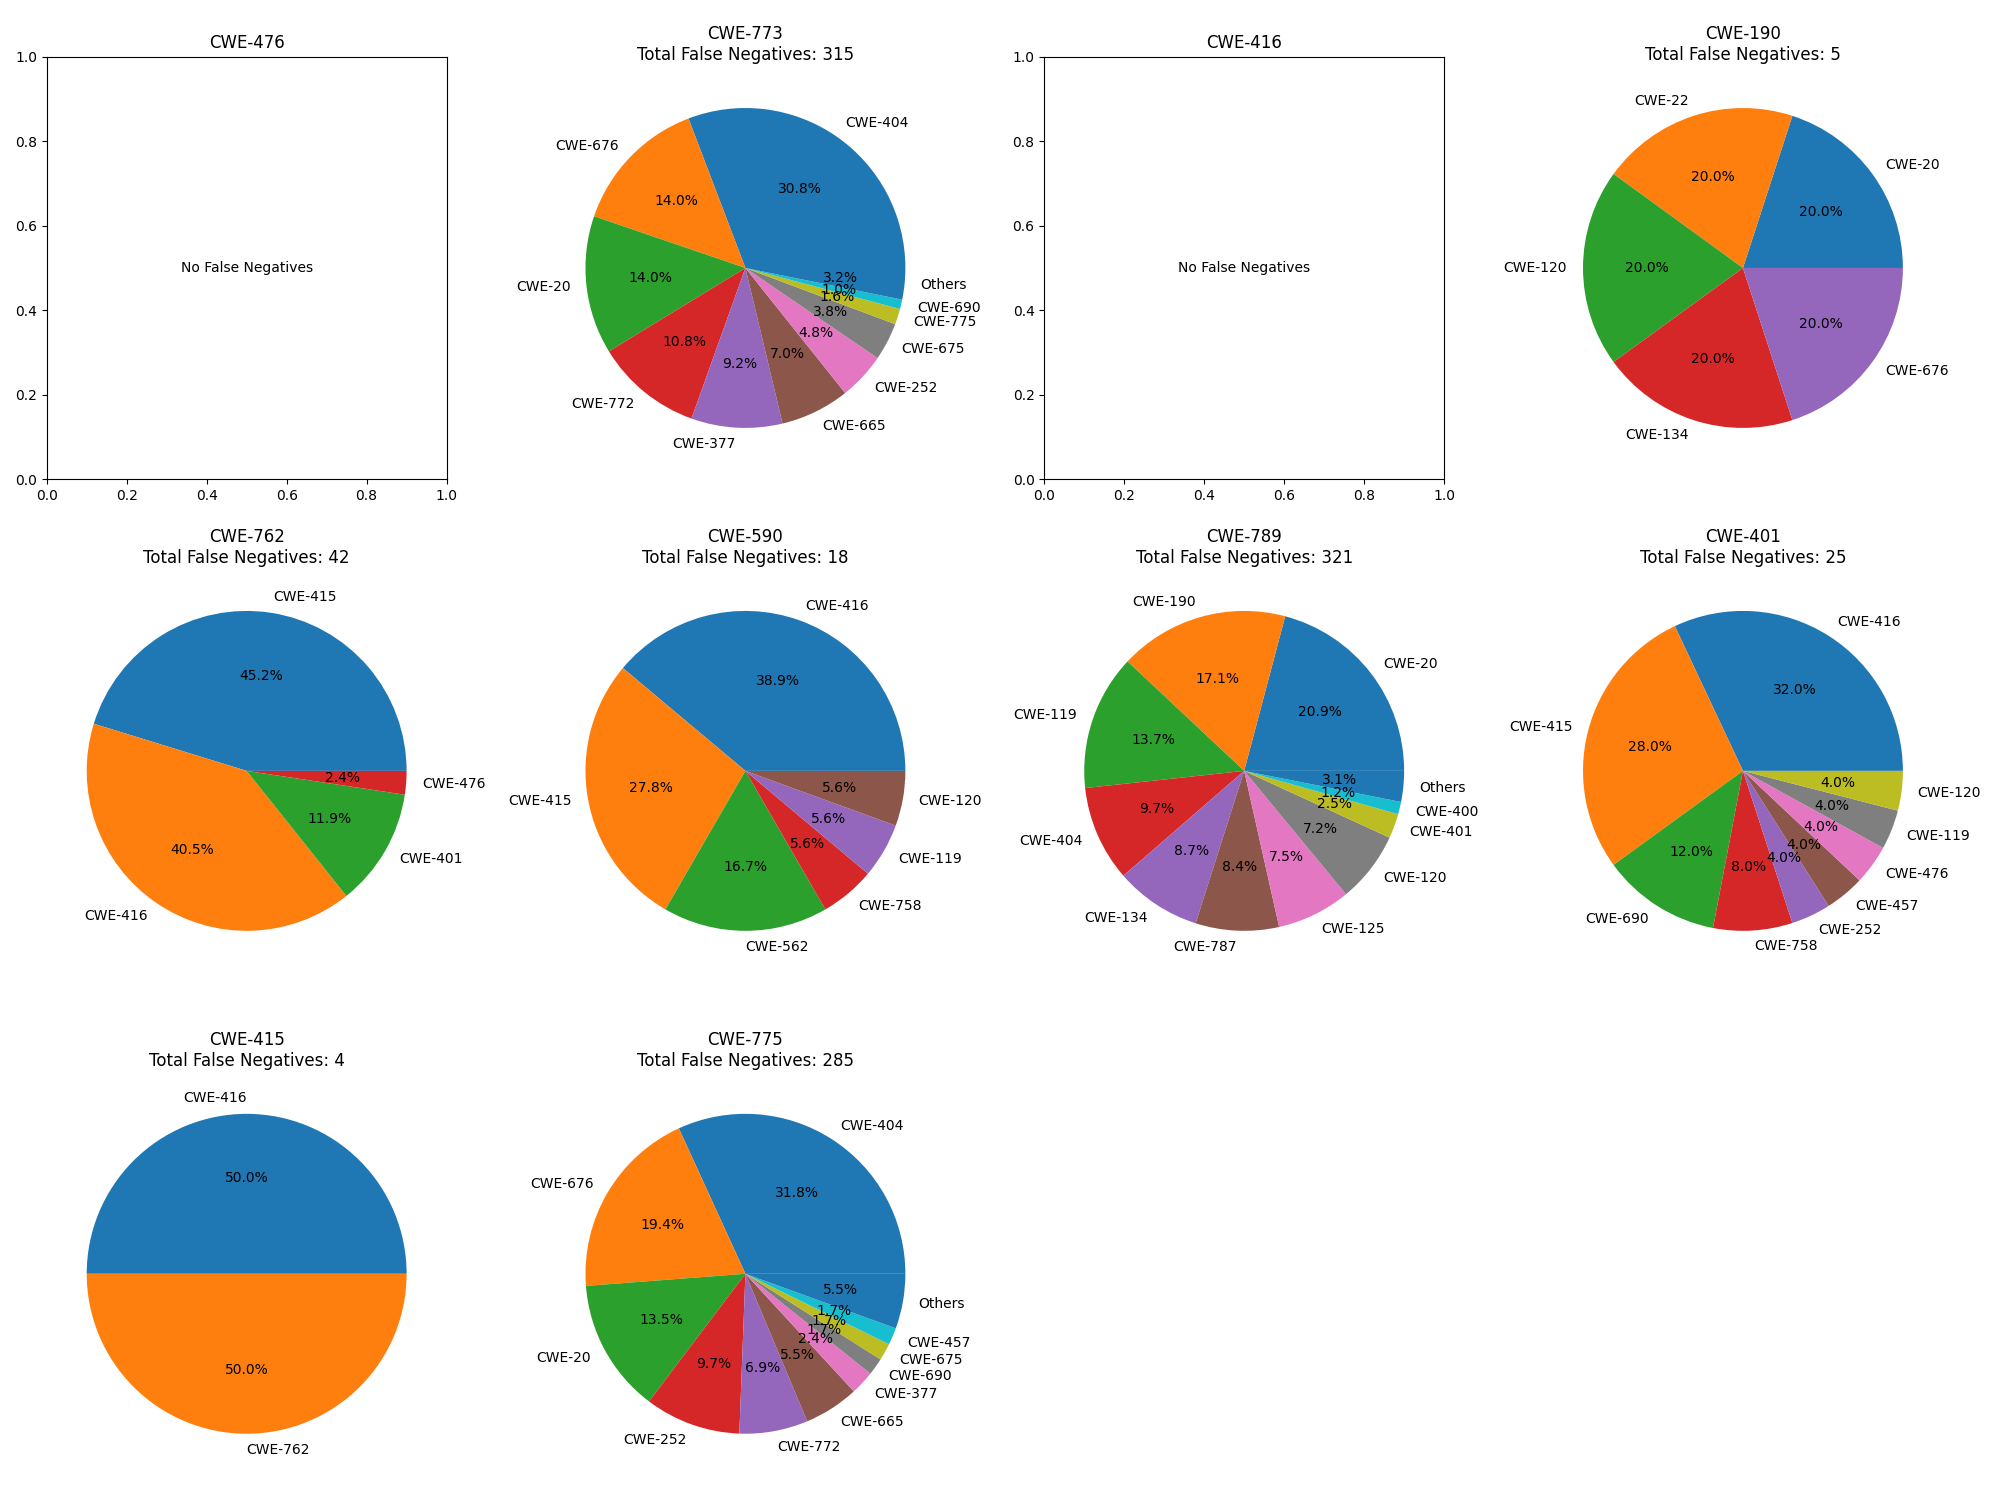 CWE-476
1.0
0.8
0.6
0.4
0.2
0.0
No False Negatives
0.0 0.2 0.4 0.6 0.8 1.0
CWE-773
Total False Negatives: 315
CWE-404
30.8%
CWE-676
14.0%
CWE-20
14.0%
CWE-772
10.8%
CWE-377
9.2%
CWE-665
7.0%
CWE-252
4.8%
CWE-675
3.8%
CWE-775
1.6%
CWE-690
1.0%
Others
3.2%
CWE-416
1.0
0.8
0.6
0.4
0.2
0.0
No False Negatives
0.0 0.2 0.4 0.6 0.8 1.0
CWE-190
Total False Negatives: 5
CWE-20
20.0%
CWE-22
20.0%
CWE-120
20.0%
CWE-134
20.0%
CWE-676
20.0%
CWE-762
Total False Negatives: 42
CWE-415
45.2%
CWE-416
40.5%
CWE-401
11.9%
CWE-476
2.4%
CWE-590
Total False Negatives: 18
CWE-416
38.9%
CWE-415
27.8%
CWE-562
16.7%
CWE-758
5.6%
CWE-119
5.6%
CWE-120
5.6%
CWE-789
Total False Negatives: 321
CWE-20
20.9%
CWE-190
17.1%
CWE-119
13.7%
CWE-404
9.7%
CWE-134
8.7%
CWE-787
8.4%
CWE-125
7.5%
CWE-120
7.2%
CWE-401
2.5%
CWE-400
1.2%
Others
3.1%
CWE-401
Total False Negatives: 25
CWE-416
32.0%
CWE-415
28.0%
CWE-690
12.0%
CWE-758
8.0%
CWE-252
4.0%
CWE-457
4.0%
CWE-476
4.0%
CWE-119
4.0%
CWE-120
4.0%
CWE-415
Total False Negatives: 4
CWE-416
50.0%
CWE-762
50.0%
CWE-775
Total False Negatives: 285
CWE-404
31.8%
CWE-676
19.4%
CWE-20
13.5%
CWE-252
9.7%
CWE-772
6.9%
CWE-665
5.5%
CWE-377
2.4%
CWE-690
1.7%
CWE-675
1.7%
CWE-457
1.7%
Others
5.5%